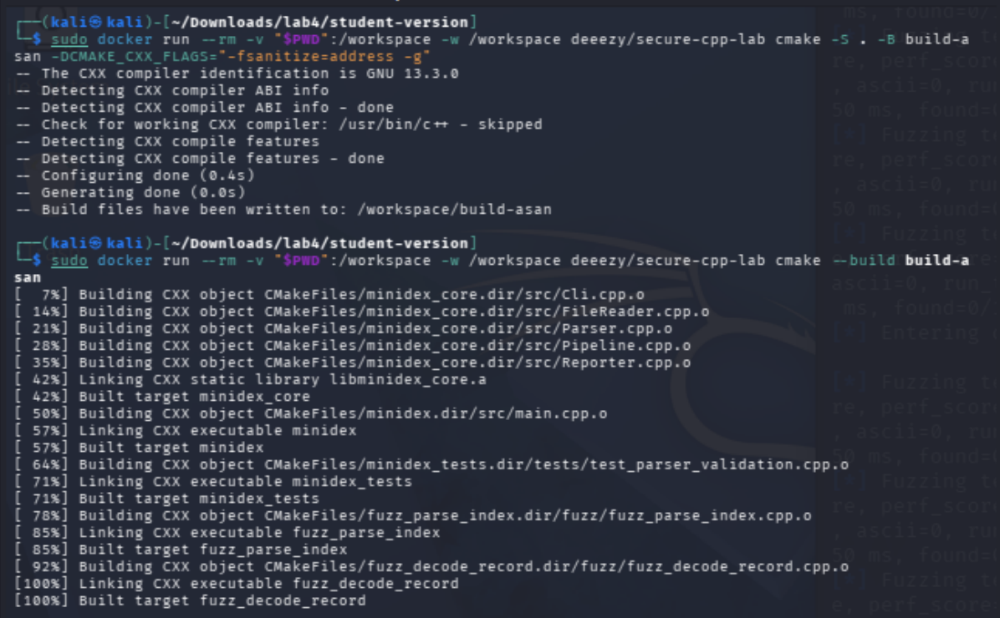 ┌──(kali㉿kali)-[~/Downloads/lab4/student-version]
└─$ sudo docker run --rm -v "$PWD":/workspace -w /workspace deeezy/secure-cpp-lab cmake -S . -B build-a
san -DCMAKE_CXX_FLAGS="-fsanitize=address -g"
-- The CXX compiler identification is GNU 13.3.0
-- Detecting CXX compiler ABI info
-- Detecting CXX compiler ABI info - done
-- Check for working CXX compiler: /usr/bin/c++ - skipped
-- Detecting CXX compile features
-- Detecting CXX compile features - done
-- Configuring done (0.4s)
-- Generating done (0.0s)
-- Build files have been written to: /workspace/build-asan
┌──(kali㉿kali)-[~/Downloads/lab4/student-version]
└─$ sudo docker run --rm -v "$PWD":/workspace -w /workspace deeezy/secure-cpp-lab cmake --build build-a
san
[  7%] Building CXX object CMakeFiles/minidex_core.dir/src/Cli.cpp.o
[ 14%] Building CXX object CMakeFiles/minidex_core.dir/src/FileReader.cpp.o
[ 21%] Building CXX object CMakeFiles/minidex_core.dir/src/Parser.cpp.o
[ 28%] Building CXX object CMakeFiles/minidex_core.dir/src/Pipeline.cpp.o
[ 35%] Building CXX object CMakeFiles/minidex_core.dir/src/Reporter.cpp.o
[ 42%] Linking CXX static library libminidex_core.a
[ 42%] Built target minidex_core
[ 50%] Building CXX object CMakeFiles/minidex.dir/src/main.cpp.o
[ 57%] Linking CXX executable minidex
[ 57%] Built target minidex
[ 64%] Building CXX object CMakeFiles/minidex_tests.dir/tests/test_parser_validation.cpp.o
[ 71%] Linking CXX executable minidex_tests
[ 71%] Built target minidex_tests
[ 78%] Building CXX object CMakeFiles/fuzz_parse_index.dir/fuzz/fuzz_parse_index.cpp.o
[ 85%] Linking CXX executable fuzz_parse_index
[ 85%] Built target fuzz_parse_index
[ 92%] Building CXX object CMakeFiles/fuzz_decode_record.dir/fuzz/fuzz_decode_record.cpp.o
[100%] Linking CXX executable fuzz_decode_record
[100%] Built target fuzz_decode_record